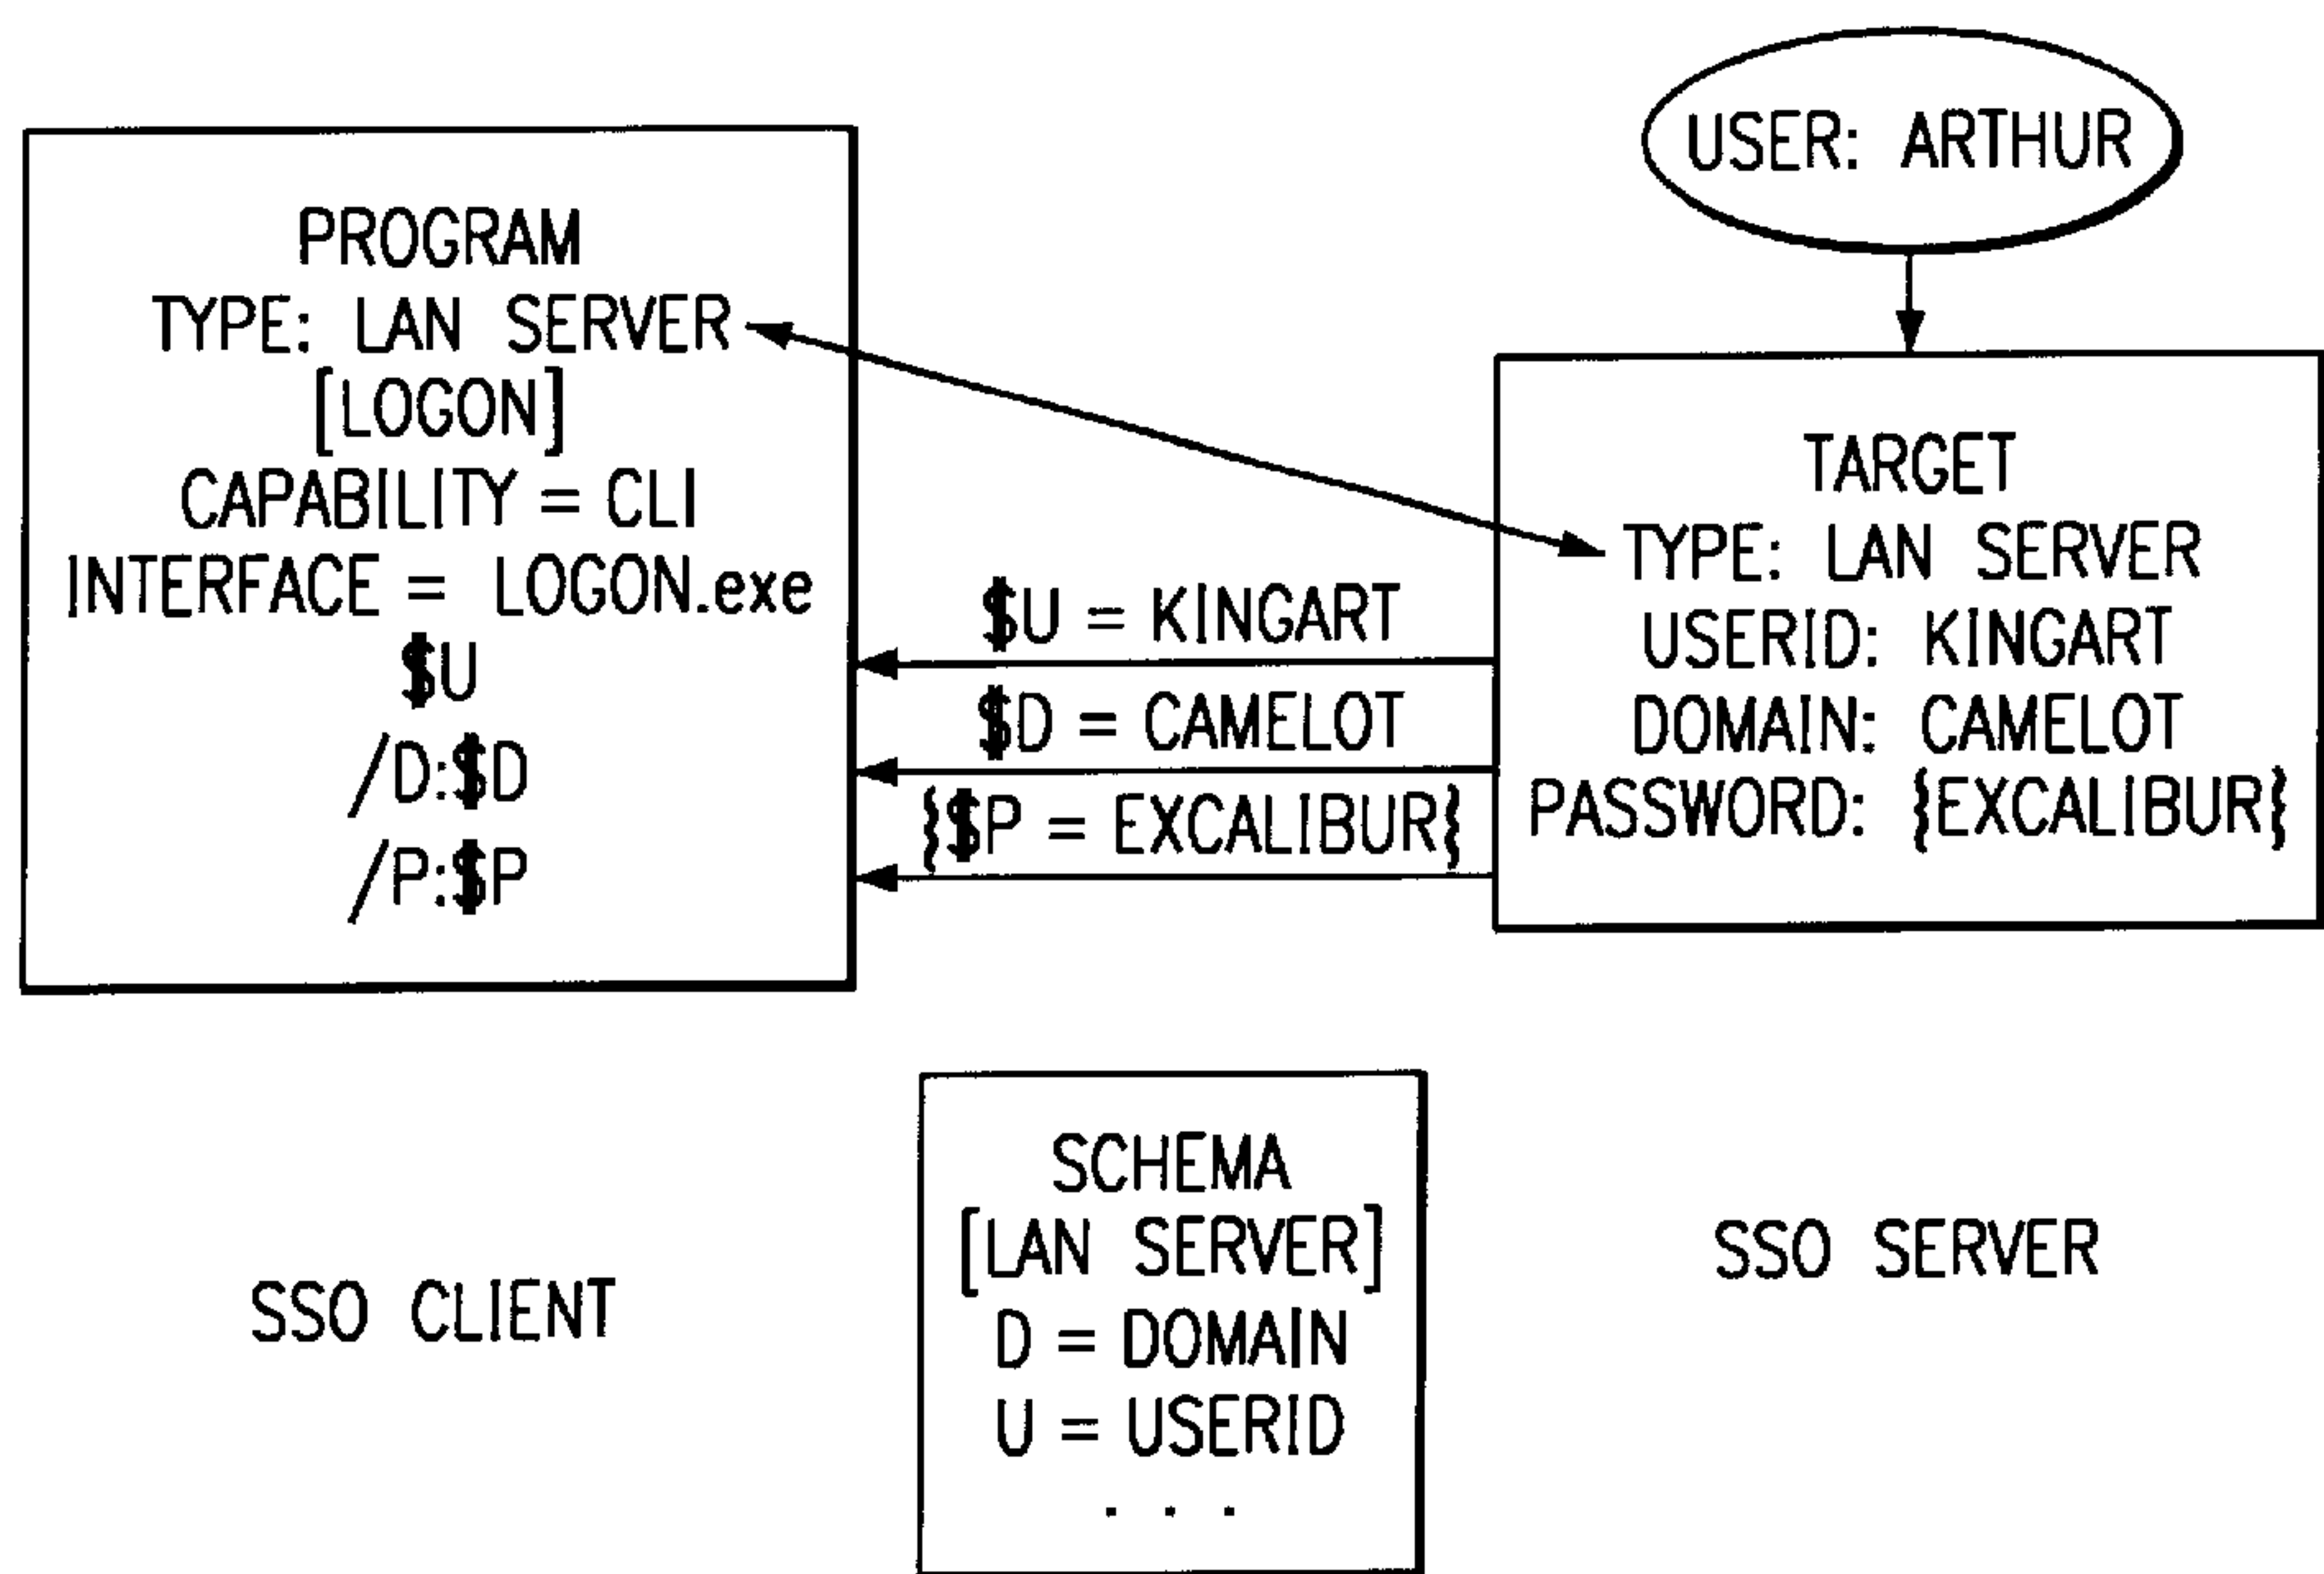 USER: ARTHUR
PROGRAM
TYPE: LAN SERVER
[LOGON]
CAPABILITY = CLI
INTERFACE = LOGON.exe
$U
/D:$D
/P:$P
$U = KINGART
$D = CAMELOT
{$P = EXCALIBUR}
TARGET
TYPE: LAN SERVER
USERID: KINGART
DOMAIN: CAMELOT
PASSWORD: {EXCALIBUR}
SCHEMA
[LAN SERVER]
D = DOMAIN
U = USERID
. . .
SSO CLIENT
SSO SERVER